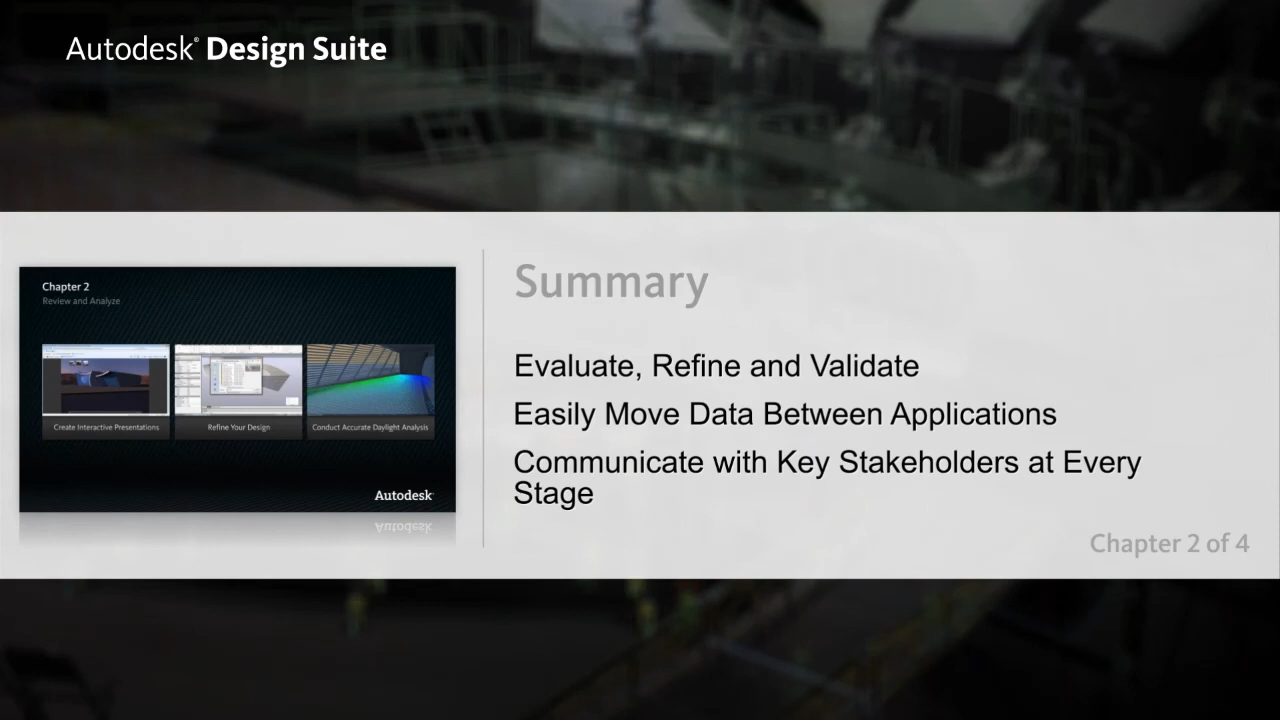 Autodesk® Design Suite
Chapter 2
Review and Analyze
Create Interactive Presentations
Refine Your Design
Conduct Accurate Daylight Analysis
Autodesk
Summary
Evaluate, Refine and Validate
Easily Move Data Between Applications
Communicate with Key Stakeholders at Every
Stage
Chapter 2 of 4